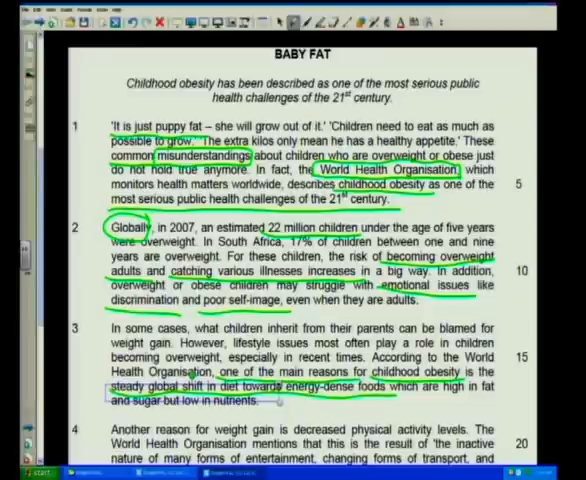 BABY FAT
Childhood obesity has been described as one of the most serious public
health challenges of the 21st century.
1 'It is just puppy fat – she will grow out of it.' 'Children need to eat as much as
possible to grow.' 'The extra kilos only mean he has a healthy appetite.' These
common misunderstandings about children who are overweight or obese just
do not hold true anymore. In fact, the World Health Organisation, which
monitors health matters worldwide, describes childhood obesity as one of the 5
most serious public health challenges of the 21st century.
2 Globally, in 2007, an estimated 22 million children under the age of five years
were overweight. In South Africa, 17% of children between one and nine
years are overweight. For these children, the risk of becoming overweight
adults and catching various illnesses increases in a big way. In addition, 10
overweight or obese children may struggle with emotional issues like
discrimination and poor self-image, even when they are adults.
3 In some cases, what children inherit from their parents can be blamed for
weight gain. However, lifestyle issues most often play a role in children
becoming overweight, especially in recent times. According to the World 15
Health Organisation, one of the main reasons for childhood obesity is the
steady global shift in diet towards energy-dense foods which are high in fat
and sugar but low in nutrients.
4 Another reason for weight gain is decreased physical activity levels. The
World Health Organisation mentions that this is the result of 'the inactive 20
nature of many forms of entertainment, changing forms of transport, and